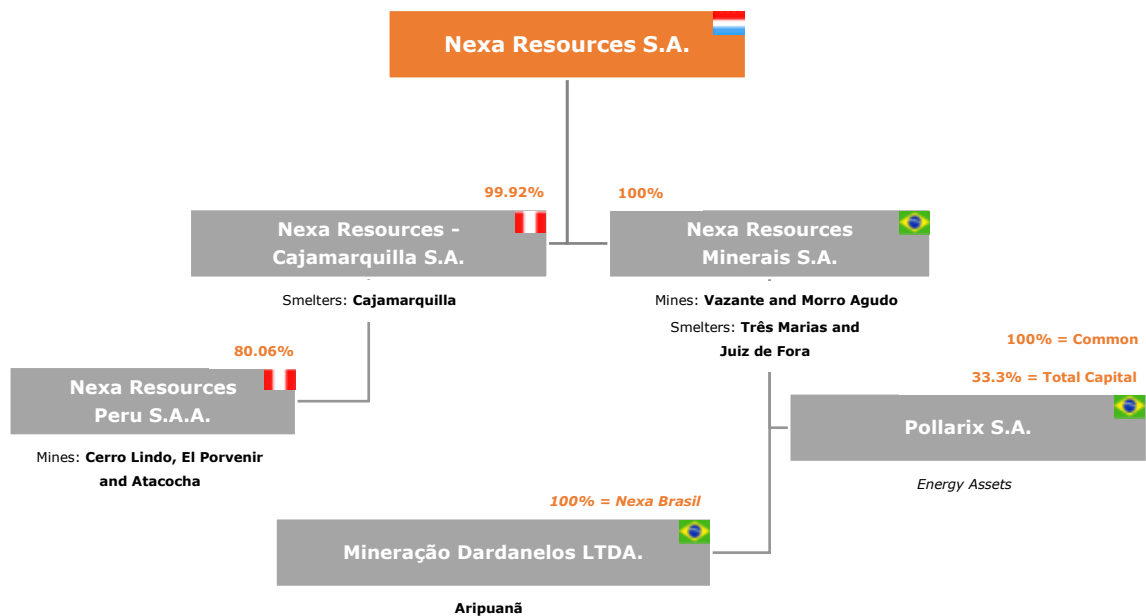 Nexa Resources S.A.
99.92%
100%
Nexa Resources -
Cajamarquilla S.A.
Nexa Resources
Minerais S.A.
Smelters: Cajamarquilla
Mines: Vazante and Morro Agudo
Smelters: Três Marias and
Juiz de Fora
100% = Common
80.06%
33.3% = Total Capital
Nexa Resources
Peru S.A.A.
Pollarix S.A.
Mines: Cerro Lindo, El Porvenir
and Atacocha
Energy Assets
100% = Nexa Brasil
Mineração Dardanelos LTDA.
Aripuanã